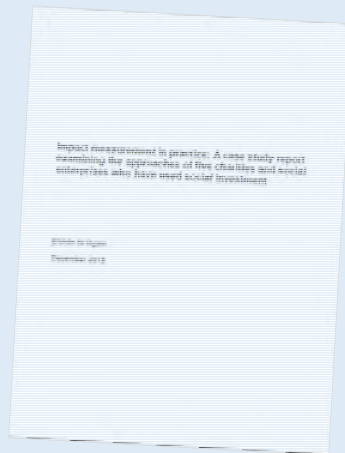 Impact measurement in practice: A case study report
examining the approaches of five charities and social
enterprises who have used social investment
December